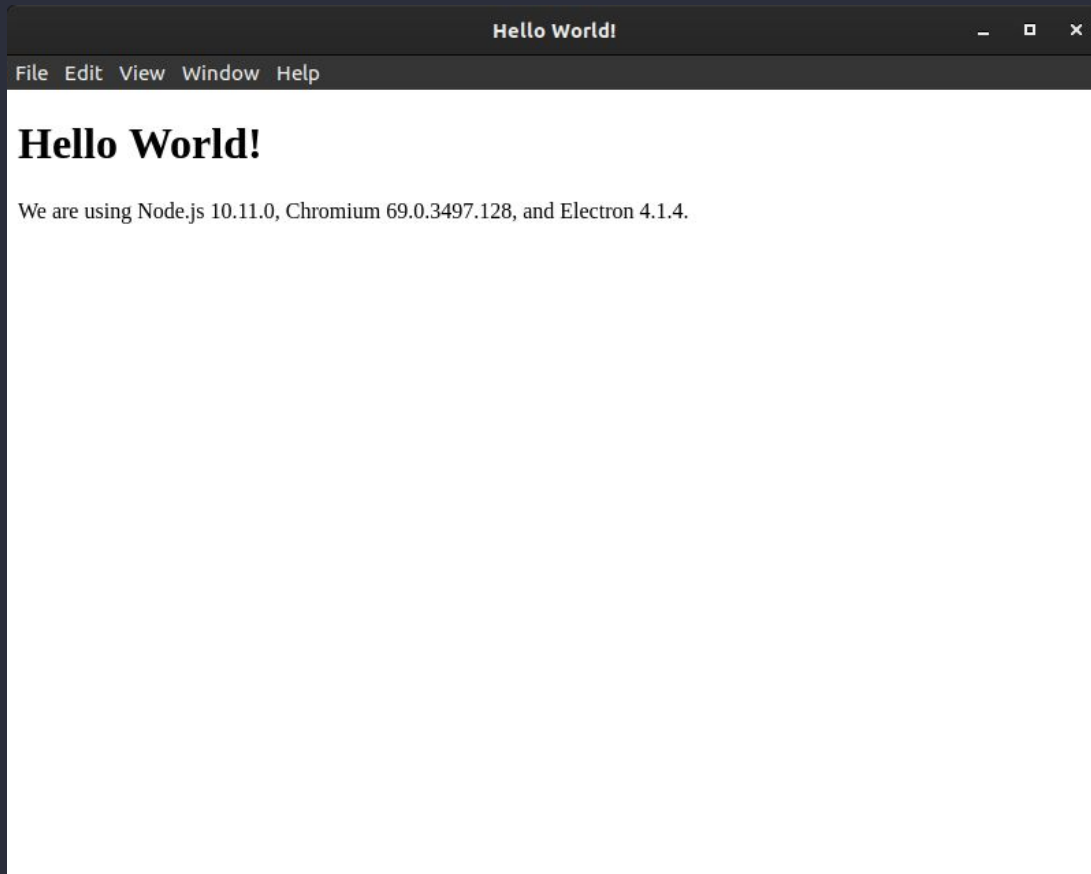 Hello World!
File Edit View Window Help
Hello World!
We are using Node.js 10.11.0, Chromium 69.0.3497.128, and Electron 4.1.4.